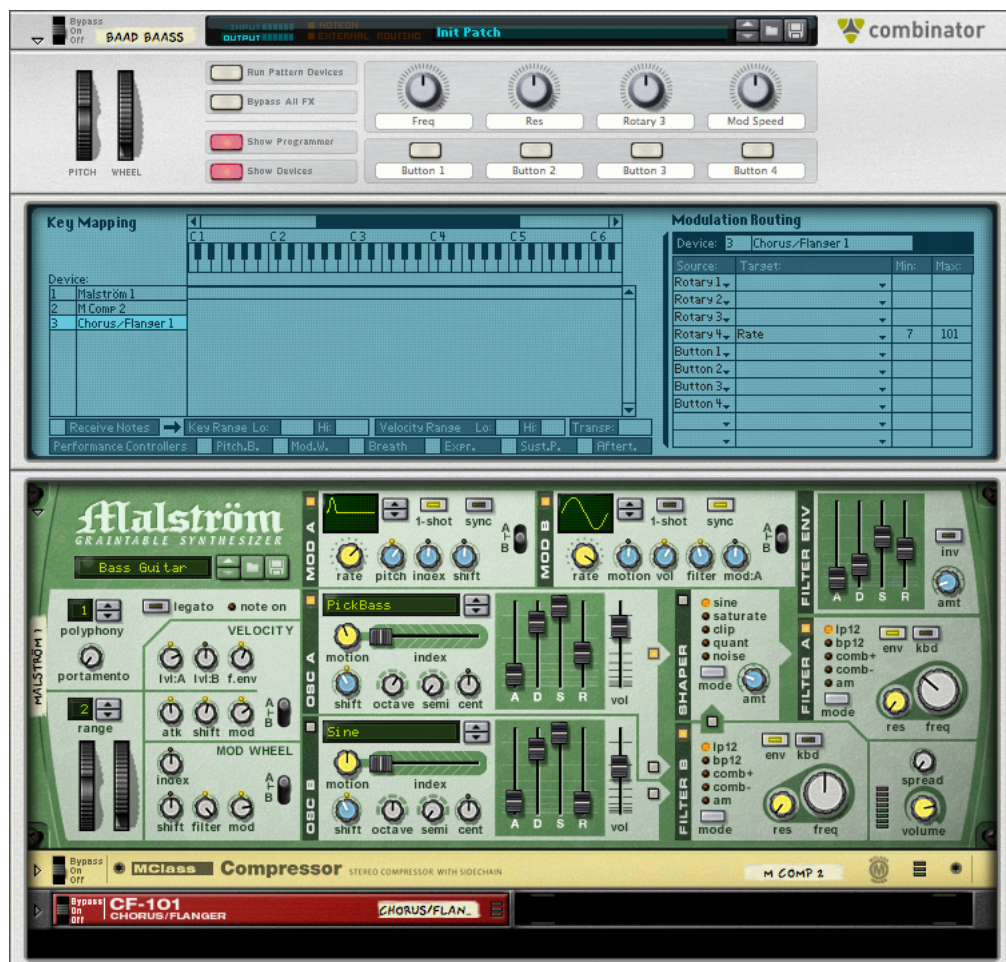 Bypass
On
Off
BAAD BAASS
INPUT
OUTPUT
NOTEON
EXTERNAL ROUTING
Init Patch
combinator
Run Pattern Devices
Bypass All FX
Show Programmer
Show Devices
PITCH WHEEL
Freq Res Rotary 3 Mod Speed
Button 1 Button 2 Button 3 Button 4
Key Mapping
C1 C2 C3 C4 C5 C6
Device:
1 Malström 1
2 M Comp 2
3 Chorus/Flanger 1
Receive Notes Key Range Lo: Hi: Velocity Range Lo: Hi: Transp:
Performance Controllers Pitch.B. Mod.W. Breath Expr. Sust.P. Aftert.
Modulation Routing
Device: 3 Chorus/Flanger 1
Source: Target: Min: Max:
Rotary 1
Rotary 2
Rotary 3
Rotary 4 Rate 7 101
Button 1
Button 2
Button 3
Button 4
Malström
GRAINTABLE SYNTHESIZER
Bass Guitar
MALSTRÖM 1
1
polyphony
legato note on
portamento
VELOCITY
lvl:A lvl:B f.env
2
range
atk shift mod
A
B
MOD WHEEL
index
A
B
shift filter mod
MOD A
1-shot sync
A
B
rate pitch index shift
MOD B
1-shot sync
A
B
rate motion vol filter mod:A
FILTER ENV
A D S R
inv
amt
OSC A
PickBass
motion index
shift octave semi cent
A D S R vol
OSC B
Sine
motion index
shift octave semi cent
A D S R vol
SHAPER
sine
saturate
clip
quant
noise
mode
amt
FILTER A
lp12
bp12
comb+
comb-
am
mode
env kbd
res freq
FILTER B
lp12
bp12
comb+
comb-
am
mode
env kbd
res freq
spread
volume
Bypass
On
Off
MClass Compressor STEREO COMPRESSOR WITH SIDECHAIN
M COMP 2
M
Bypass
On
Off
CF-101
CHORUS/FLANGER
CHORUS/FLAN_